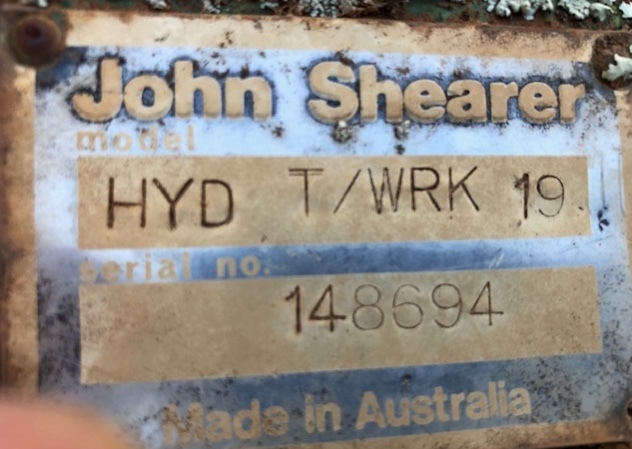 John Shearer
model
HYD T/WRK 19
serial no.
148694
Made in Australia